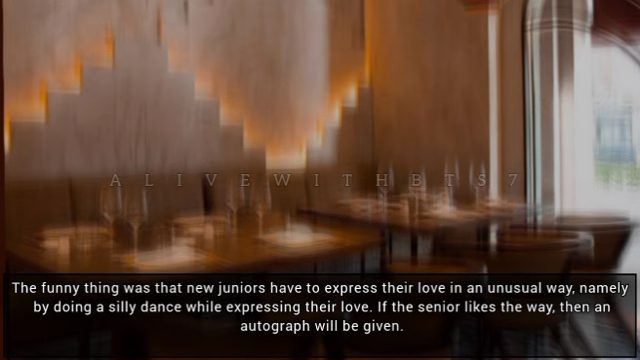 ALIVEWITHBTS7
The funny thing was that new juniors have to express their love in an unusual way, namely
by doing a silly dance while expressing their love. If the senior likes the way, then an
autograph will be given.